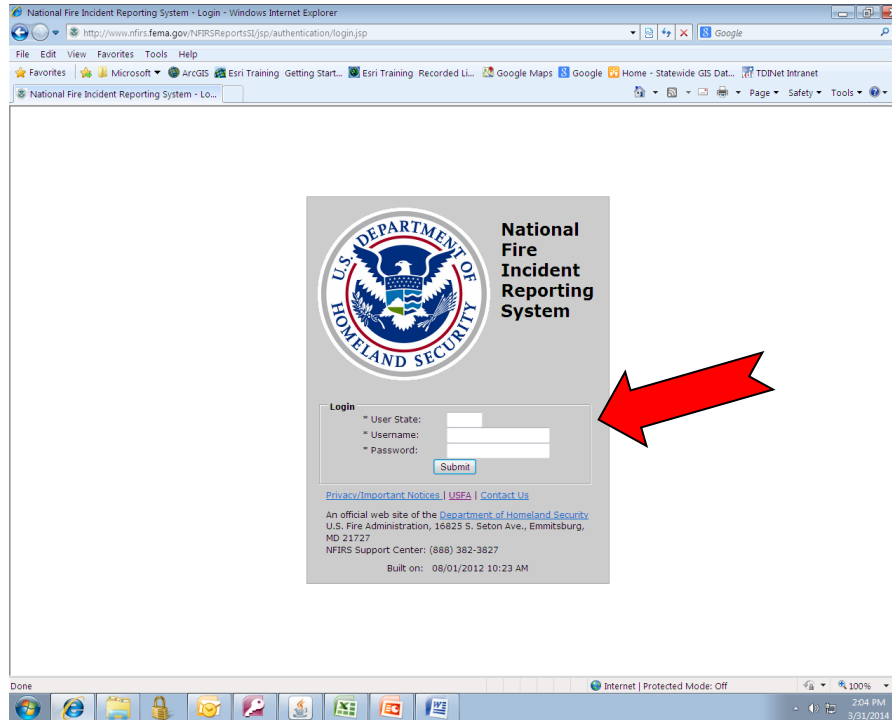 National Fire Incident Reporting System - Login - Windows Internet Explorer
http://www.nfirs.fema.gov/NFIRSReportsSI/jsp/authentication/login.jsp
Google
File Edit View Favorites Tools Help
Favorites Microsoft ArcGIS Esri Training Getting Start... Esri Training Recorded Li... Google Maps Google Home - Statewide GIS Dat... TDINet Intranet
National Fire Incident Reporting System - Lo...
Page Safety Tools
U.S. DEPARTMENT OF HOMELAND SECURITY
National
Fire
Incident
Reporting
System
Login
* User State:
* Username:
* Password:
Submit
Privacy/Important Notices | USFA | Contact Us
An official web site of the Department of Homeland Security
U.S. Fire Administration, 16825 S. Seton Ave., Emmitsburg,
MD 21727
NFIRS Support Center: (888) 382-3827
Built on: 08/01/2012 10:23 AM
Done
Internet | Protected Mode: Off
100%
2:04 PM
3/31/2014